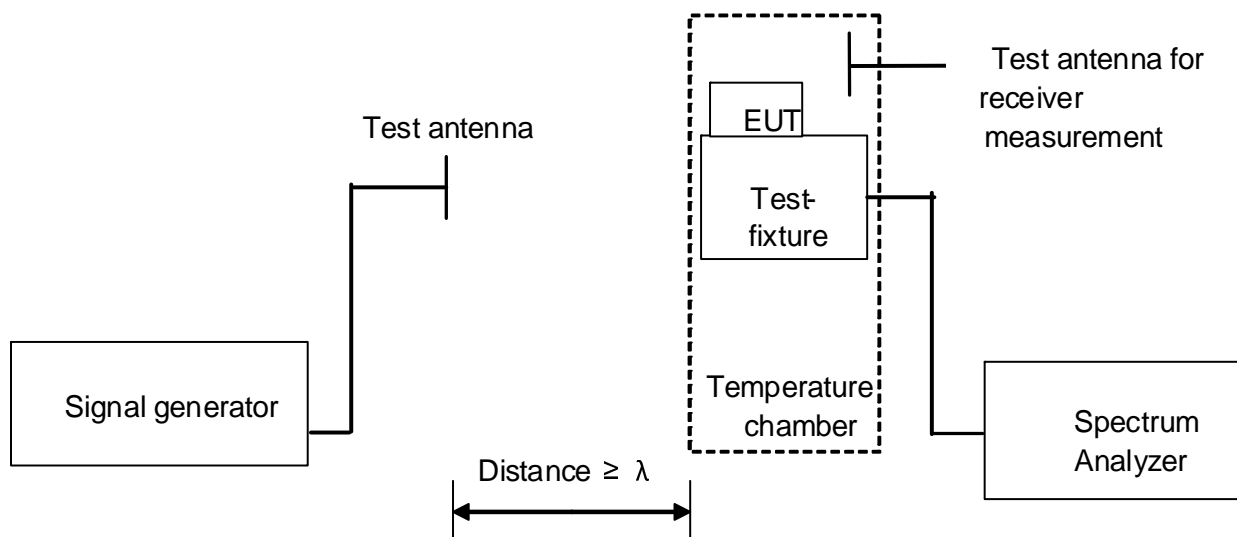 Test antenna for
receiver
measurement
EUT
Test antenna
Test-
fixture
Signal generator
Temperature
chamber
Spectrum
Analyzer
Distance ≥ λ